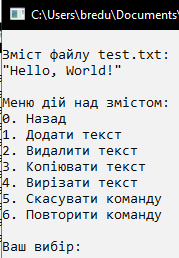 C:\Users\bredu\Documents\
Зміст файлу test.txt:
"Hello, World!"
Меню дій над змістом:
0. Назад
1. Додати текст
2. Видалити текст
3. Копіювати текст
4. Вирізати текст
5. Скасувати команду
6. Повторити команду
Ваш вибір: